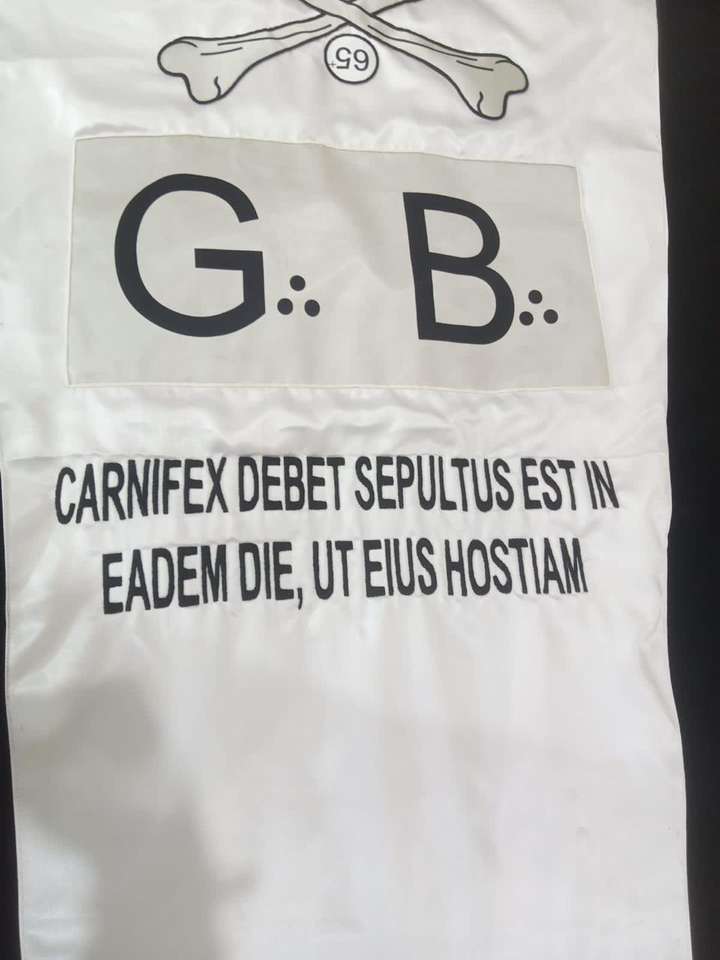 65+
G∴ B∴
CARNIFEX DEBET SEPULTUS EST IN
EADEM DIE, UT EIUS HOSTIAM